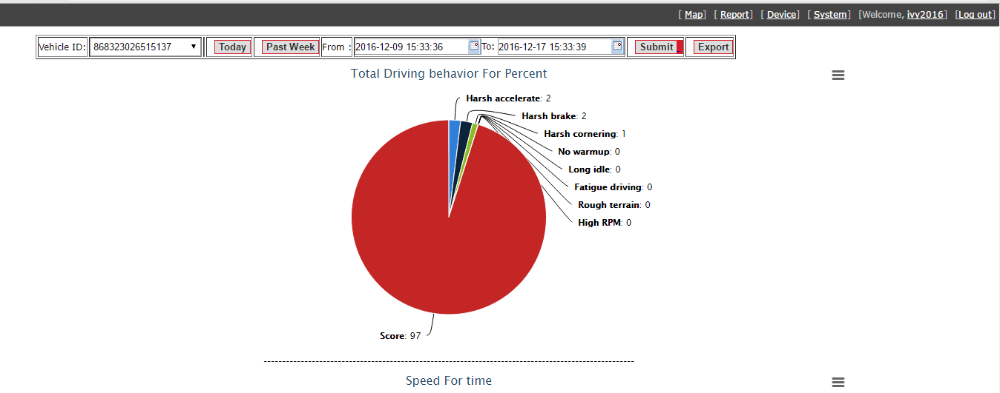 [ Map] [ Report] [ Device] [ System] [Welcome, ivy2016] [Log out]
Vehicle ID: 868323026515137 Today Past Week From : 2016-12-09 15:33:36 To: 2016-12-17 15:33:39 Submit Export
Total Driving behavior For Percent
Harsh accelerate: 2
Harsh brake: 2
Harsh cornering: 1
No warmup: 0
Long idle: 0
Fatigue driving: 0
Rough terrain: 0
High RPM: 0
Score: 97
Speed For time